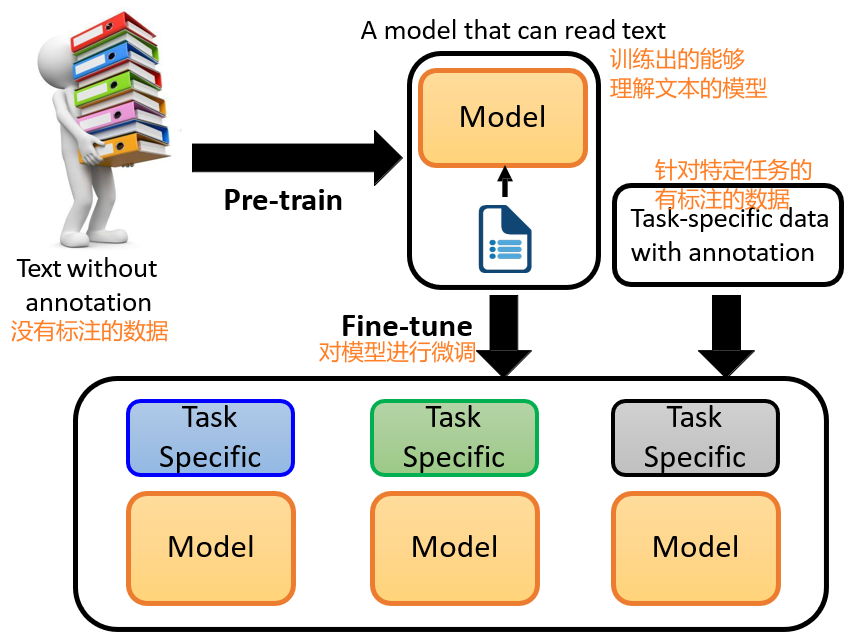 A model that can read text
训练出的能够
理解文本的模型
Model
Pre-train
针对特定任务的
有标注的数据
Task-specific data
with annotation
Text without
annotation
没有标注的数据
Fine-tune
对模型进行微调
Task
Specific
Task
Specific
Task
Specific
Model
Model
Model